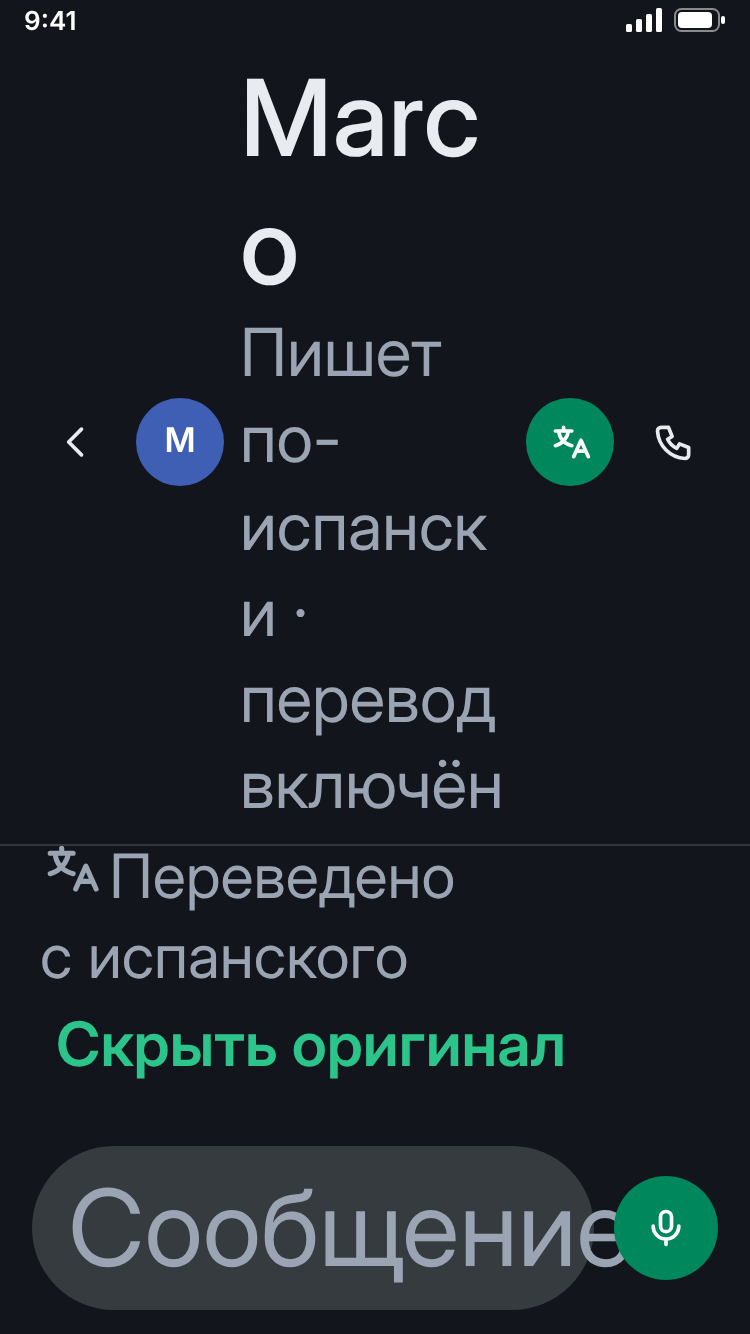 9:41
Marc
o
Пишет
по-
испанск
и ·
перевод
включён
M
Переведено
с испанского
Скрыть оригинал
Сообщение